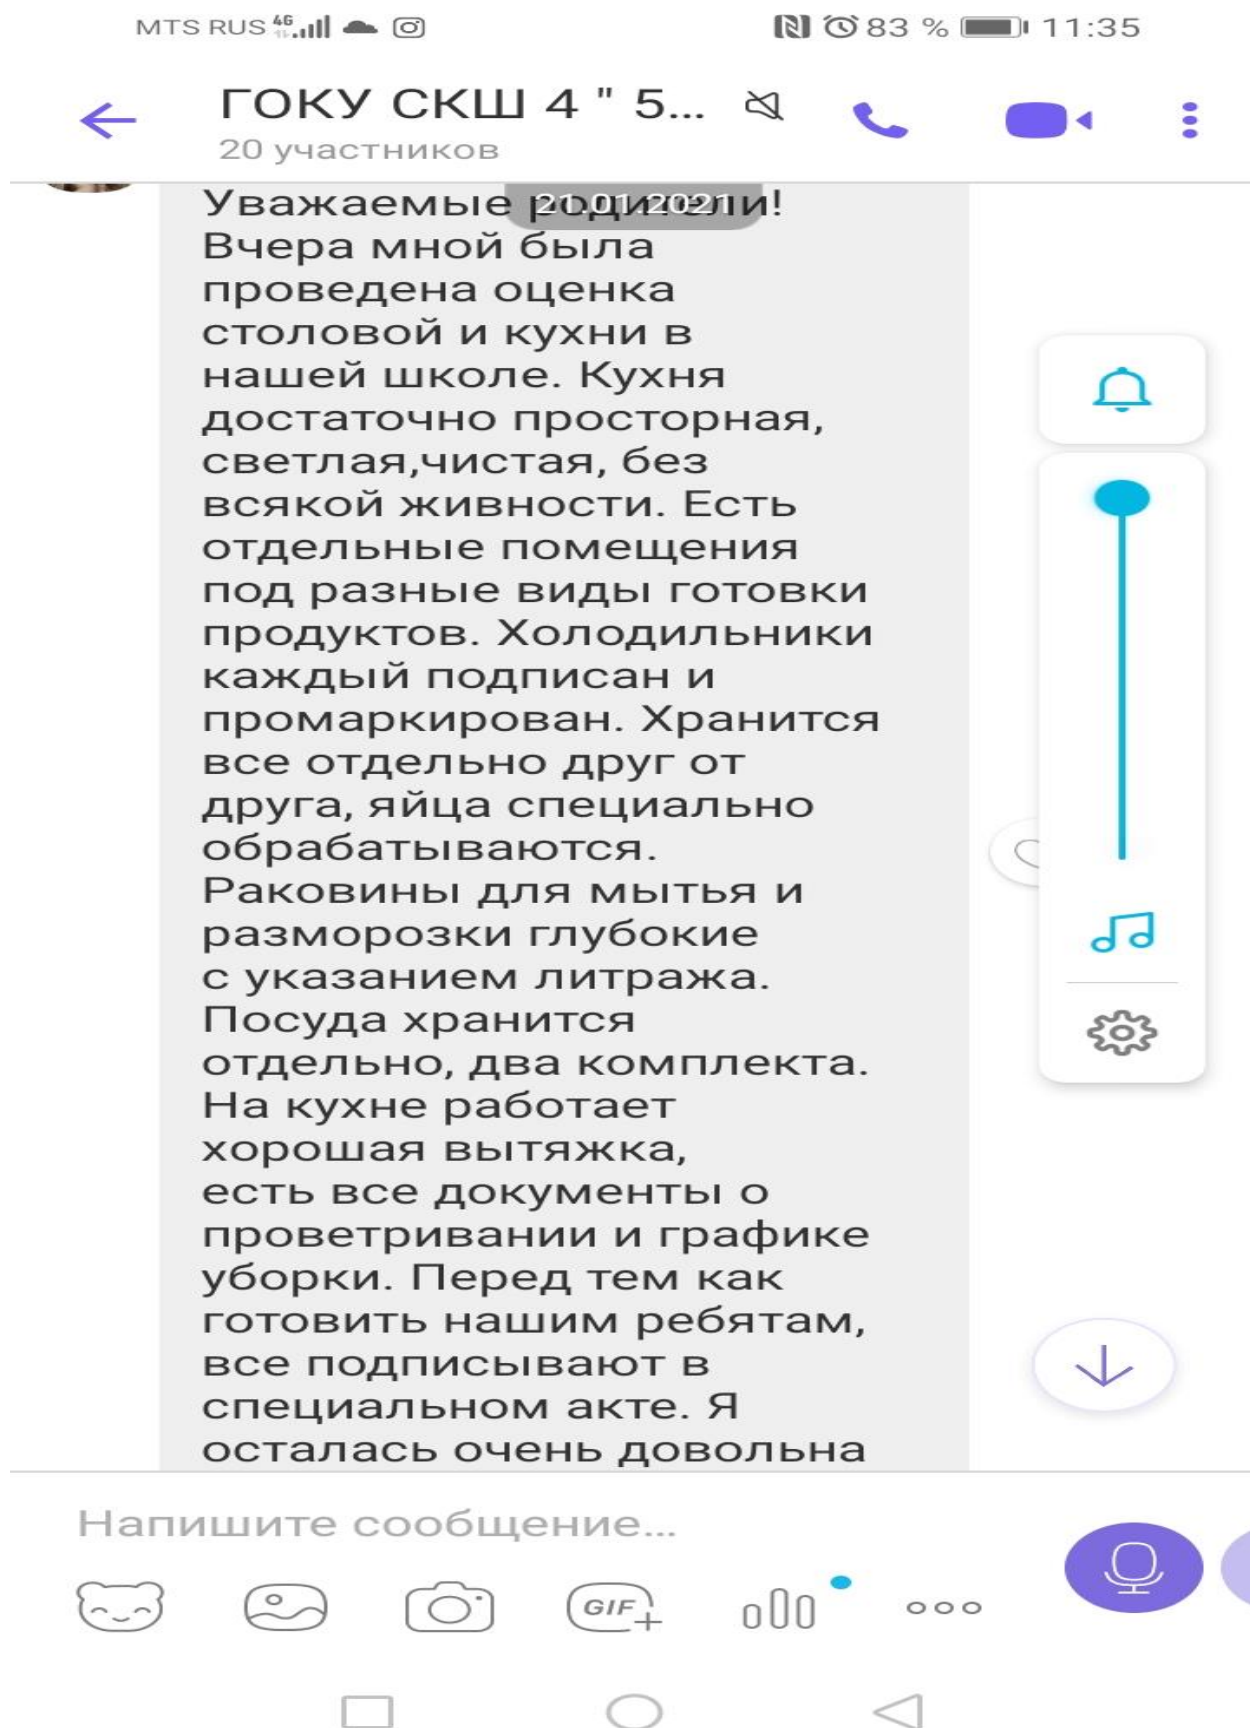 MTS RUS 4G 83 % 11:35
ГОКУ СКШ 4 " 5...
20 участников
21.01.2021
Уважаемые родители!
Вчера мной была
проведена оценка
столовой и кухни в
нашей школе. Кухня
достаточно просторная,
светлая,чистая, без
всякой живности. Есть
отдельные помещения
под разные виды готовки
продуктов. Холодильники
каждый подписан и
промаркирован. Хранится
все отдельно друг от
друга, яйца специально
обрабатываются.
Раковины для мытья и
разморозки глубокие
с указанием литража.
Посуда хранится
отдельно, два комплекта.
На кухне работает
хорошая вытяжка,
есть все документы о
проветривании и графике
уборки. Перед тем как
готовить нашим ребятам,
все подписывают в
специальном акте. Я
осталась очень довольна
Напишите сообщение...
GIF